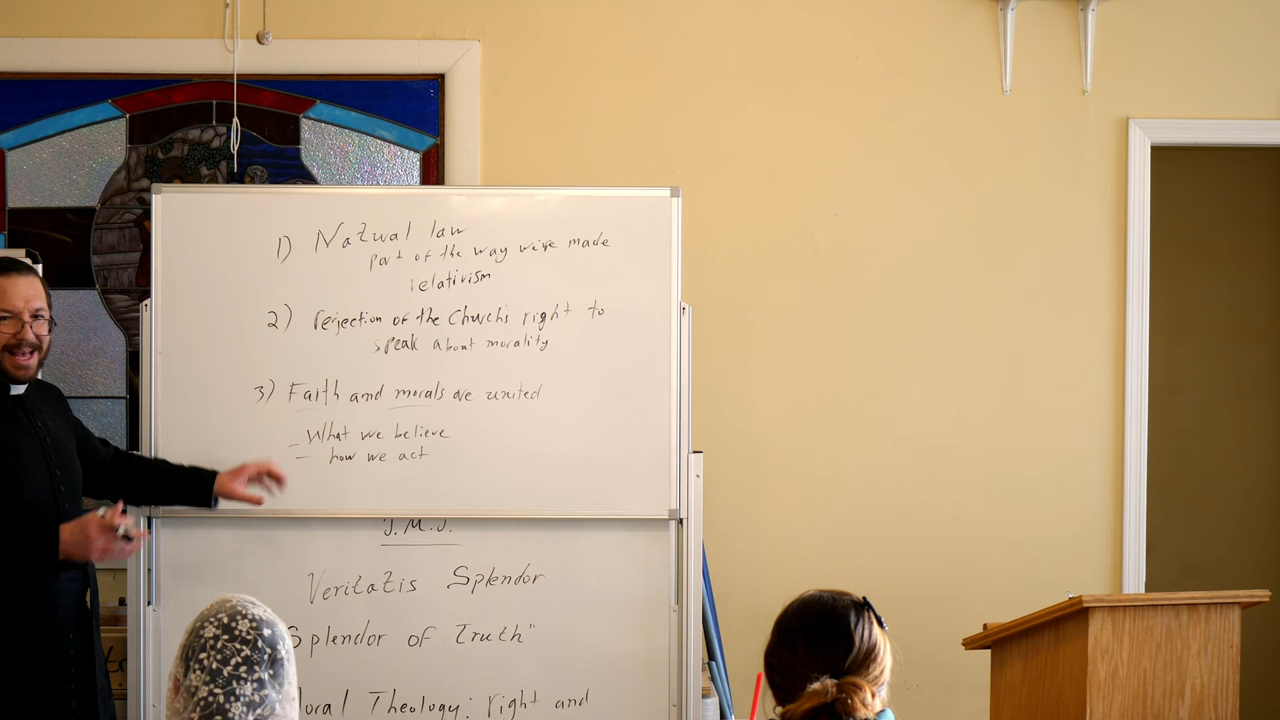 1) Natural law
part of the way we're made
relativism
2) rejection of the Church's right to
speak about morality
3) Faith and morals are united
- What we believe
- how we act
J.M.J.
Veritatis Splendor
Splendor of Truth"
Theology: right and